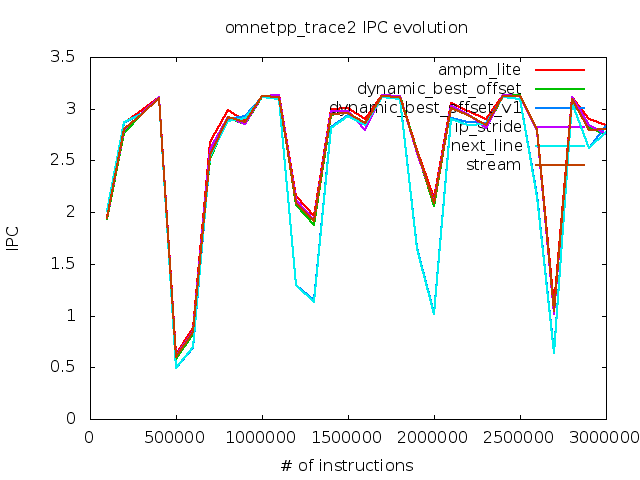 omnetpp_trace2 IPC evolution
3.5
ampm_lite
dynamic_best_offset
3
dynamic_best_offset_v1
ip_stride
next_line
2.5
stream
2
IPC
1.5
1
0.5
0
0 500000 1000000 1500000 2000000 2500000 3000000
# of instructions